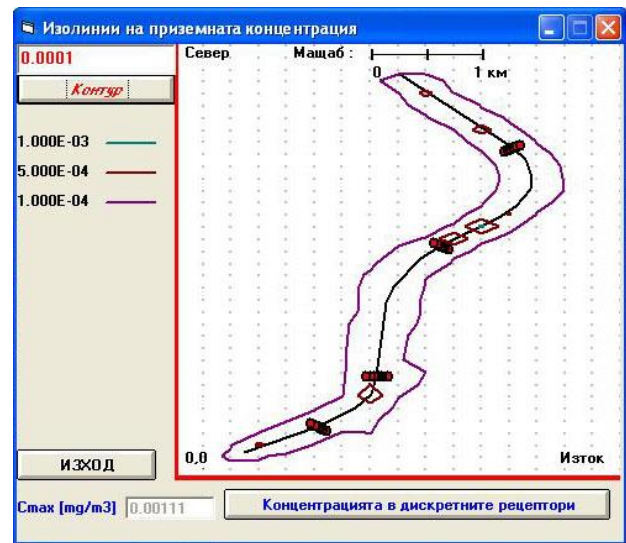 Изолинии на приземната концентрация
0.0001
Контур
1.000E-03
5.000E-04
1.000E-04
ИЗХОД
Север
Мащаб :
0
1 км
0,0
Изток
Cmax [mg/m3]
0.00111
Концентрацията в дискретните рецептори